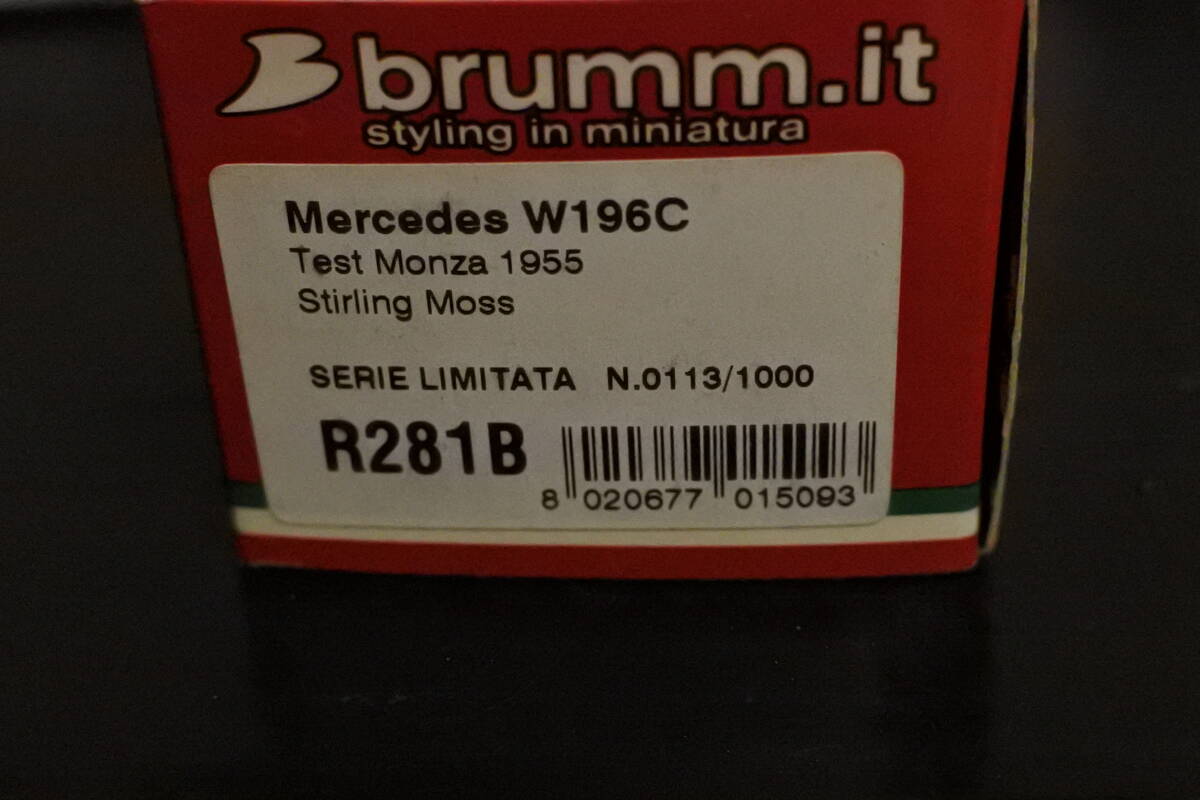 brumm.it
styling in miniatura
Mercedes W196C
Test Monza 1955
Stirling Moss
SERIE LIMITATA N.0113/1000
R281B
8 020677 015093